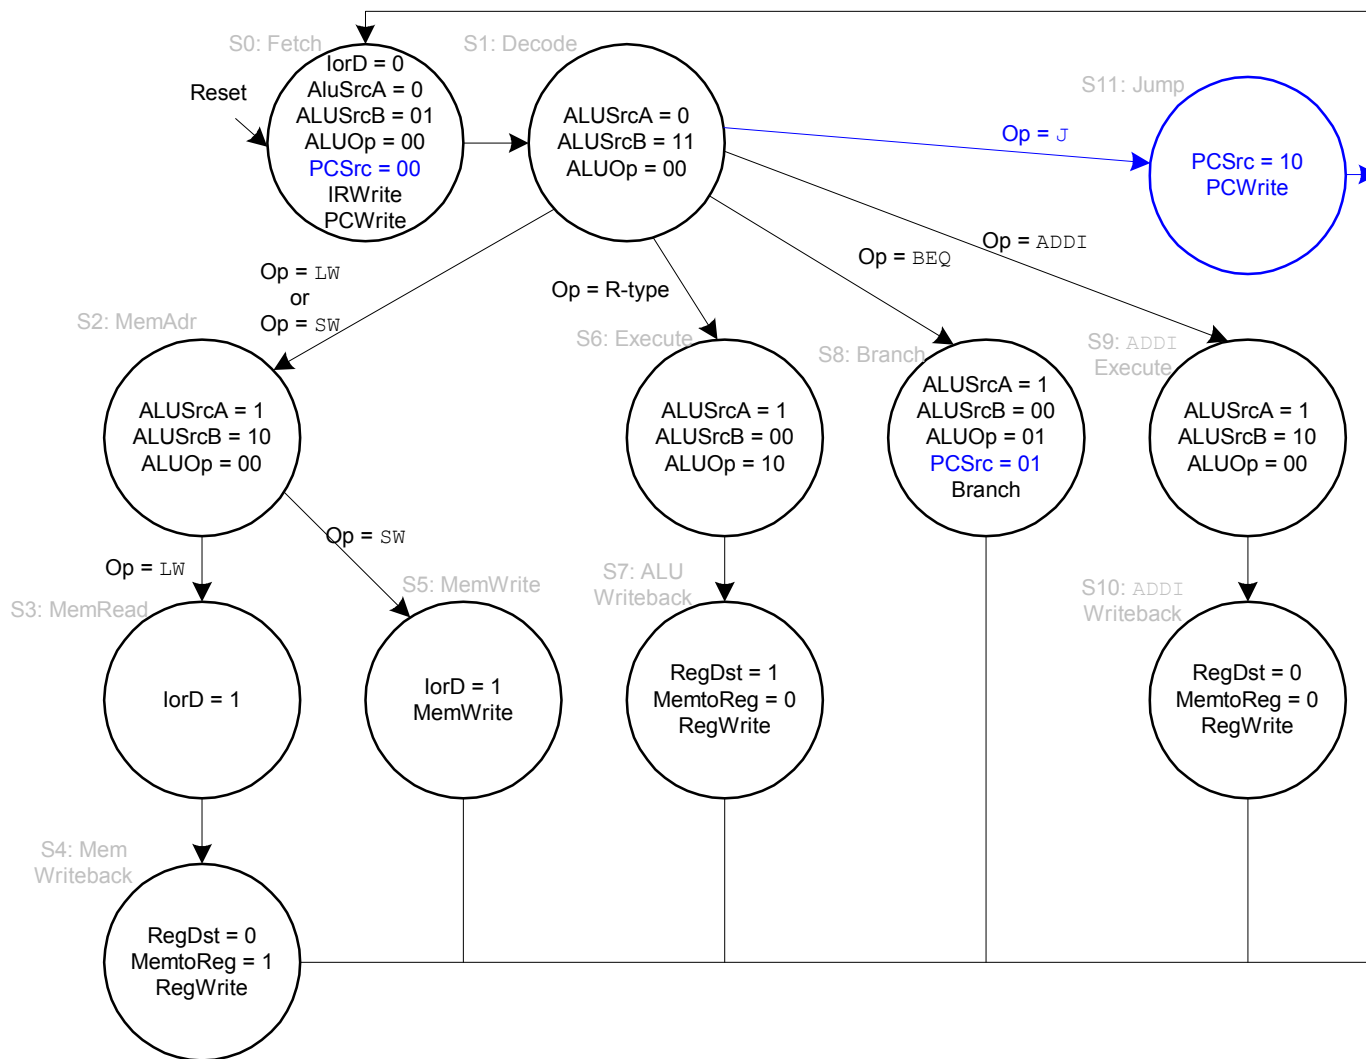 S0: Fetch
IorD = 0
AluSrcA = 0
ALUSrcB = 01
ALUOp = 00
PCSrc = 00
IRWrite
PCWrite
Reset
S1: Decode
ALUSrcA = 0
ALUSrcB = 11
ALUOp = 00
S11: Jump
Op = J
PCSrc = 10
PCWrite
Op = LW
or
Op = SW
Op = R-type
Op = BEQ
Op = ADDI
S2: MemAdr
ALUSrcA = 1
ALUSrcB = 10
ALUOp = 00
S6: Execute
ALUSrcA = 1
ALUSrcB = 00
ALUOp = 10
S8: Branch
ALUSrcA = 1
ALUSrcB = 00
ALUOp = 01
PCSrc = 01
Branch
S9: ADDI
Execute
ALUSrcA = 1
ALUSrcB = 10
ALUOp = 00
Op = LW
Op = SW
S3: MemRead
IorD = 1
S5: MemWrite
IorD = 1
MemWrite
S7: ALU
Writeback
RegDst = 1
MemtoReg = 0
RegWrite
S10: ADDI
Writeback
RegDst = 0
MemtoReg = 0
RegWrite
S4: Mem
Writeback
RegDst = 0
MemtoReg = 1
RegWrite